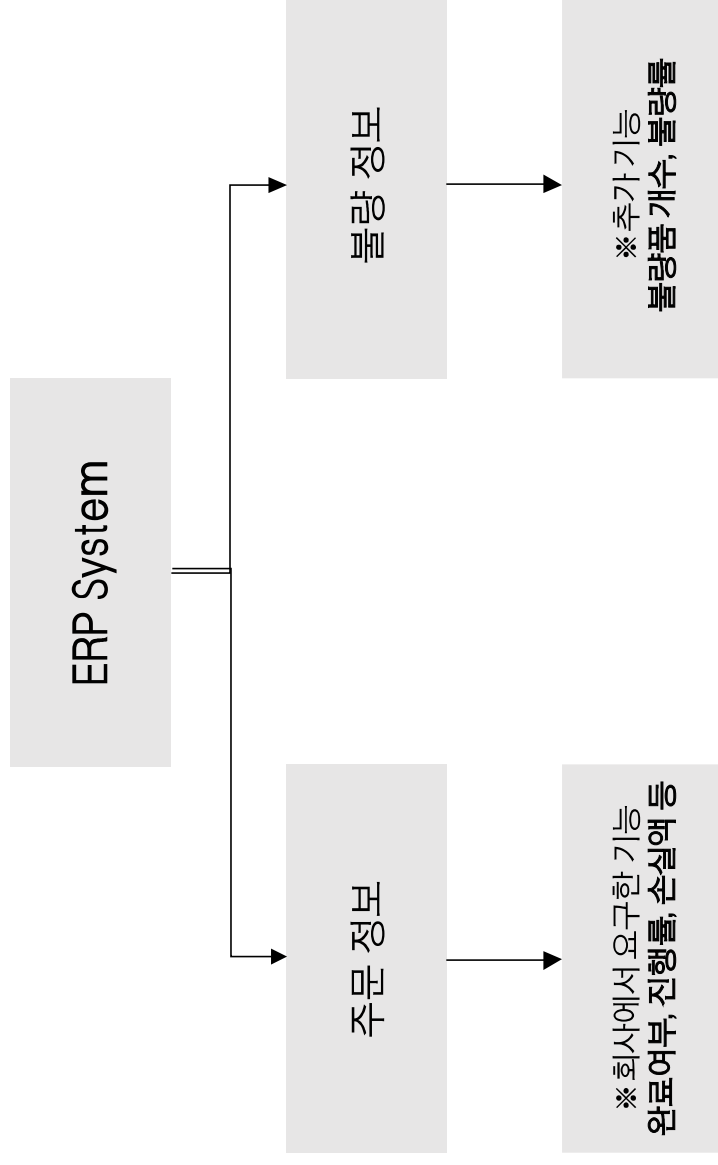 ERP System
주문 정보
불량 정보
※ 회사에서 요구한 기능
완료여부, 진행률, 손실액 등
※추가 기능
불량품 개수, 불량률